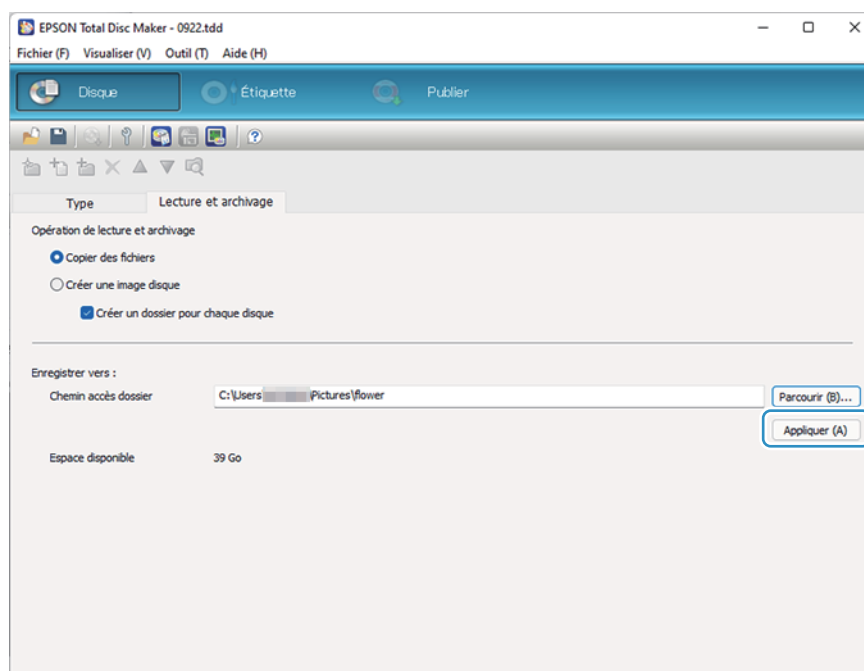 EPSON Total Disc Maker - 0922.tdd
Fichier (F) Visualiser (V) Outil (T) Aide (H)
Disque Étiquette Publier
Type Lecture et archivage
Opération de lecture et archivage
Copier des fichiers
Créer une image disque
Créer un dossier pour chaque disque
Enregistrer vers :
Chemin accès dossier C:\Users \Pictures\flower Parcourir (B)...
Appliquer (A)
Espace disponible 39 Go